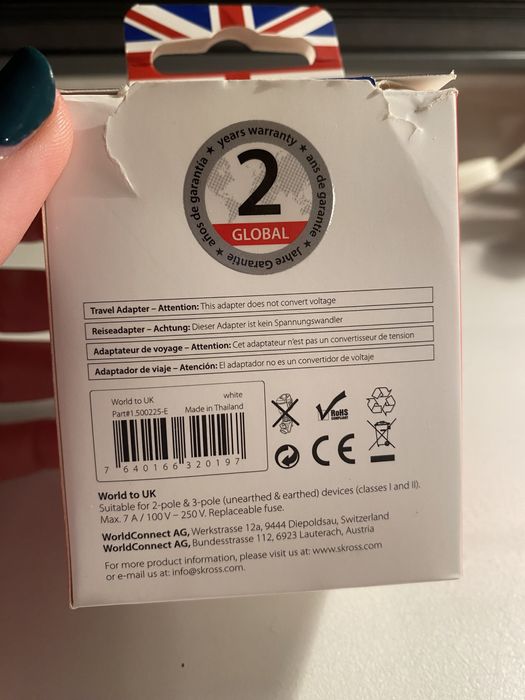 years warranty ★ ans de garantie ★ Jahre Garantie ★ años de garantía ★
2
GLOBAL
Travel Adapter – Attention: This adapter does not convert voltage
Reiseadapter – Achtung: Dieser Adapter ist kein Spannungswandler
Adaptateur de voyage – Attention: Cet adaptateur n'est pas un convertisseur de tension
Adaptador de viaje – Atención: El adaptador no es un convertidor de voltaje
World to UK white
Part#1.500225-E Made in Thailand
7 640166 320197
RoHS
COMPLIANT
CE
World to UK
Suitable for 2-pole & 3-pole (unearthed & earthed) devices (classes I and II).
Max. 7 A / 100 V – 250 V. Replaceable fuse.
WorldConnect AG, Werkstrasse 12a, 9444 Diepoldsau, Switzerland
WorldConnect AG, Bundesstrasse 112, 6923 Lauterach, Austria
For more product information, please visit us at: www.skross.com
or e-mail us at: info@skross.com.